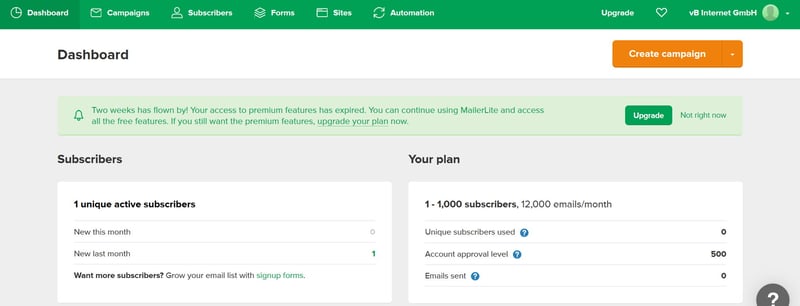 Dashboard Campaigns Subscribers Forms Sites Automation Upgrade vB Internet GmbH
Dashboard
Create campaign
Two weeks has flown by! Your access to premium features has expired. You can continue using MailerLite and access
all the free features. If you still want the premium features, upgrade your plan now.
Upgrade
Not right now
Subscribers
1 unique active subscribers
New this month 0
New last month 1
Want more subscribers? Grow your email list with signup forms.
Your plan
1 - 1,000 subscribers, 12,000 emails/month
Unique subscribers used ? 0
Account approval level ? 500
Emails sent ? 0
?